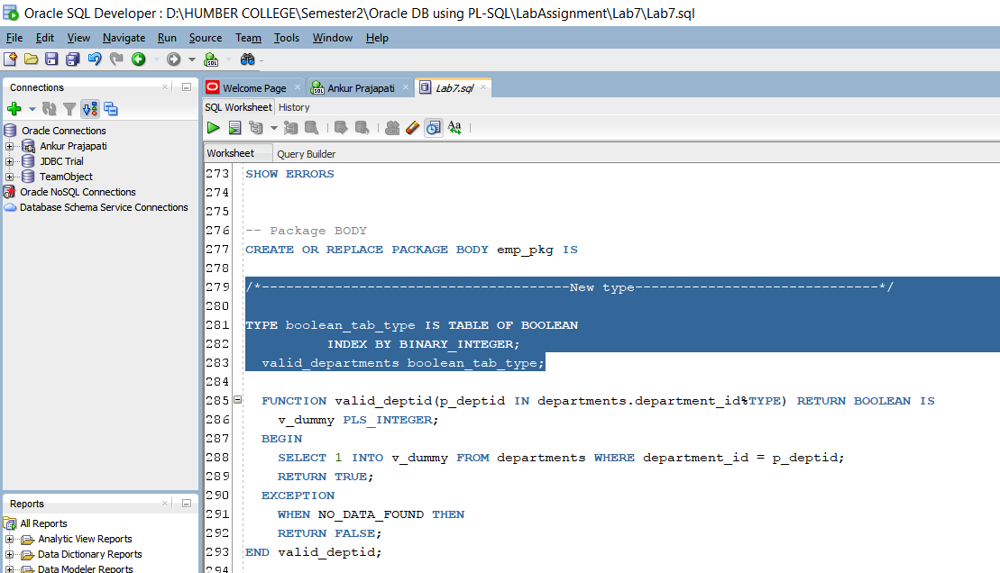 Oracle SQL Developer : D:\HUMBER COLLEGE\Semester2\Oracle DB using PL-SQL\LabAssignment\Lab7\Lab7.sql
File Edit View Navigate Run Source Team Tools Window Help
Connections
Oracle Connections
Ankur Prajapati
JDBC Trial
TeamObject
Oracle NoSQL Connections
Database Schema Service Connections
Reports
All Reports
Analytic View Reports
Data Dictionary Reports
Data Modeler Reports
Welcome Page Ankur Prajapati Lab7.sql
SQL Worksheet History
Worksheet Query Builder
273 SHOW ERRORS
274
275
276 -- Package BODY
277 CREATE OR REPLACE PACKAGE BODY emp_pkg IS
278
279 /*--------------------------------------New type------------------------------*/
280
281 TYPE boolean_tab_type IS TABLE OF BOOLEAN
282 INDEX BY BINARY_INTEGER;
283 valid_departments boolean_tab_type;
284
285 FUNCTION valid_deptid(p_deptid IN departments.department_id%TYPE) RETURN BOOLEAN IS
286 v_dummy PLS_INTEGER;
287 BEGIN
288 SELECT 1 INTO v_dummy FROM departments WHERE department_id = p_deptid;
289 RETURN TRUE;
290 EXCEPTION
291 WHEN NO_DATA_FOUND THEN
292 RETURN FALSE;
293 END valid_deptid;
294